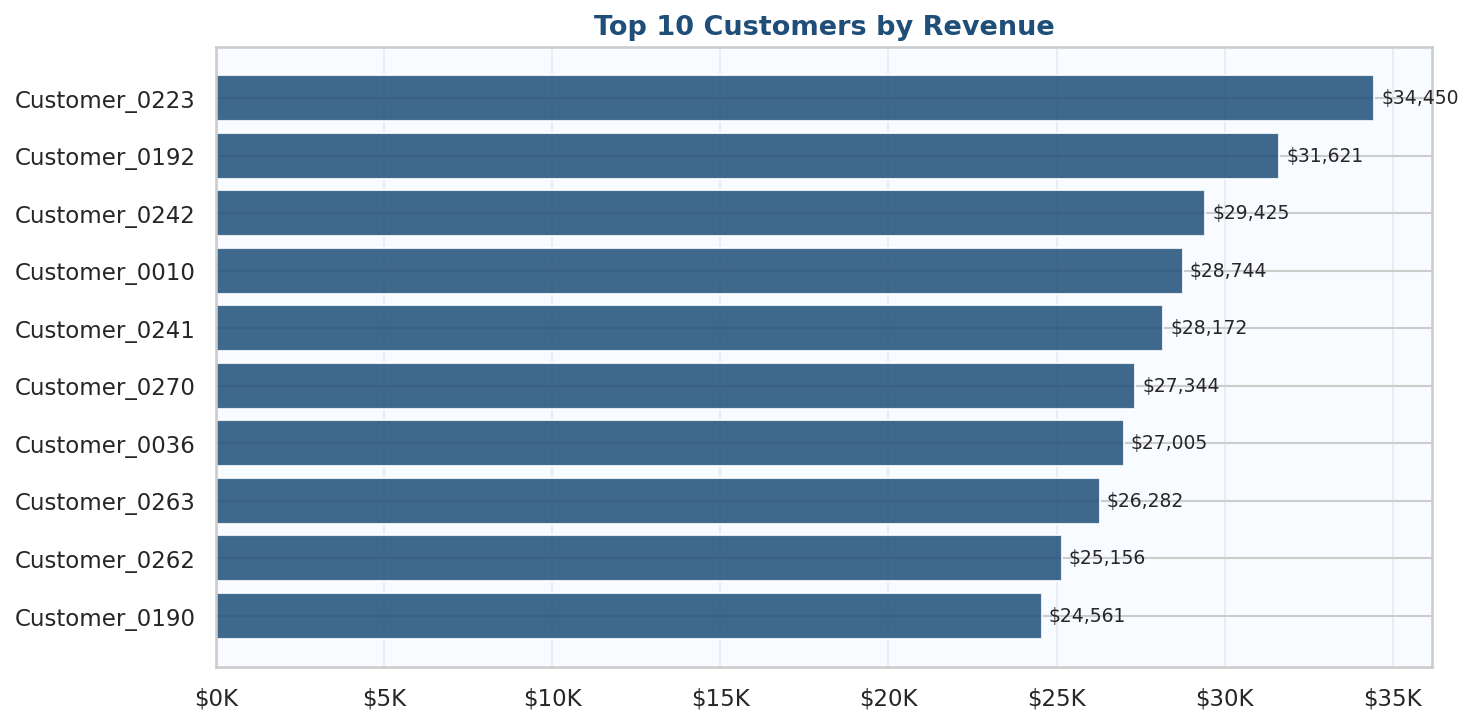 Top 10 Customers by Revenue
Customer_0223 $34,450
Customer_0192 $31,621
Customer_0242 $29,425
Customer_0010 $28,744
Customer_0241 $28,172
Customer_0270 $27,344
Customer_0036 $27,005
Customer_0263 $26,282
Customer_0262 $25,156
Customer_0190 $24,561
$0K $5K $10K $15K $20K $25K $30K $35K